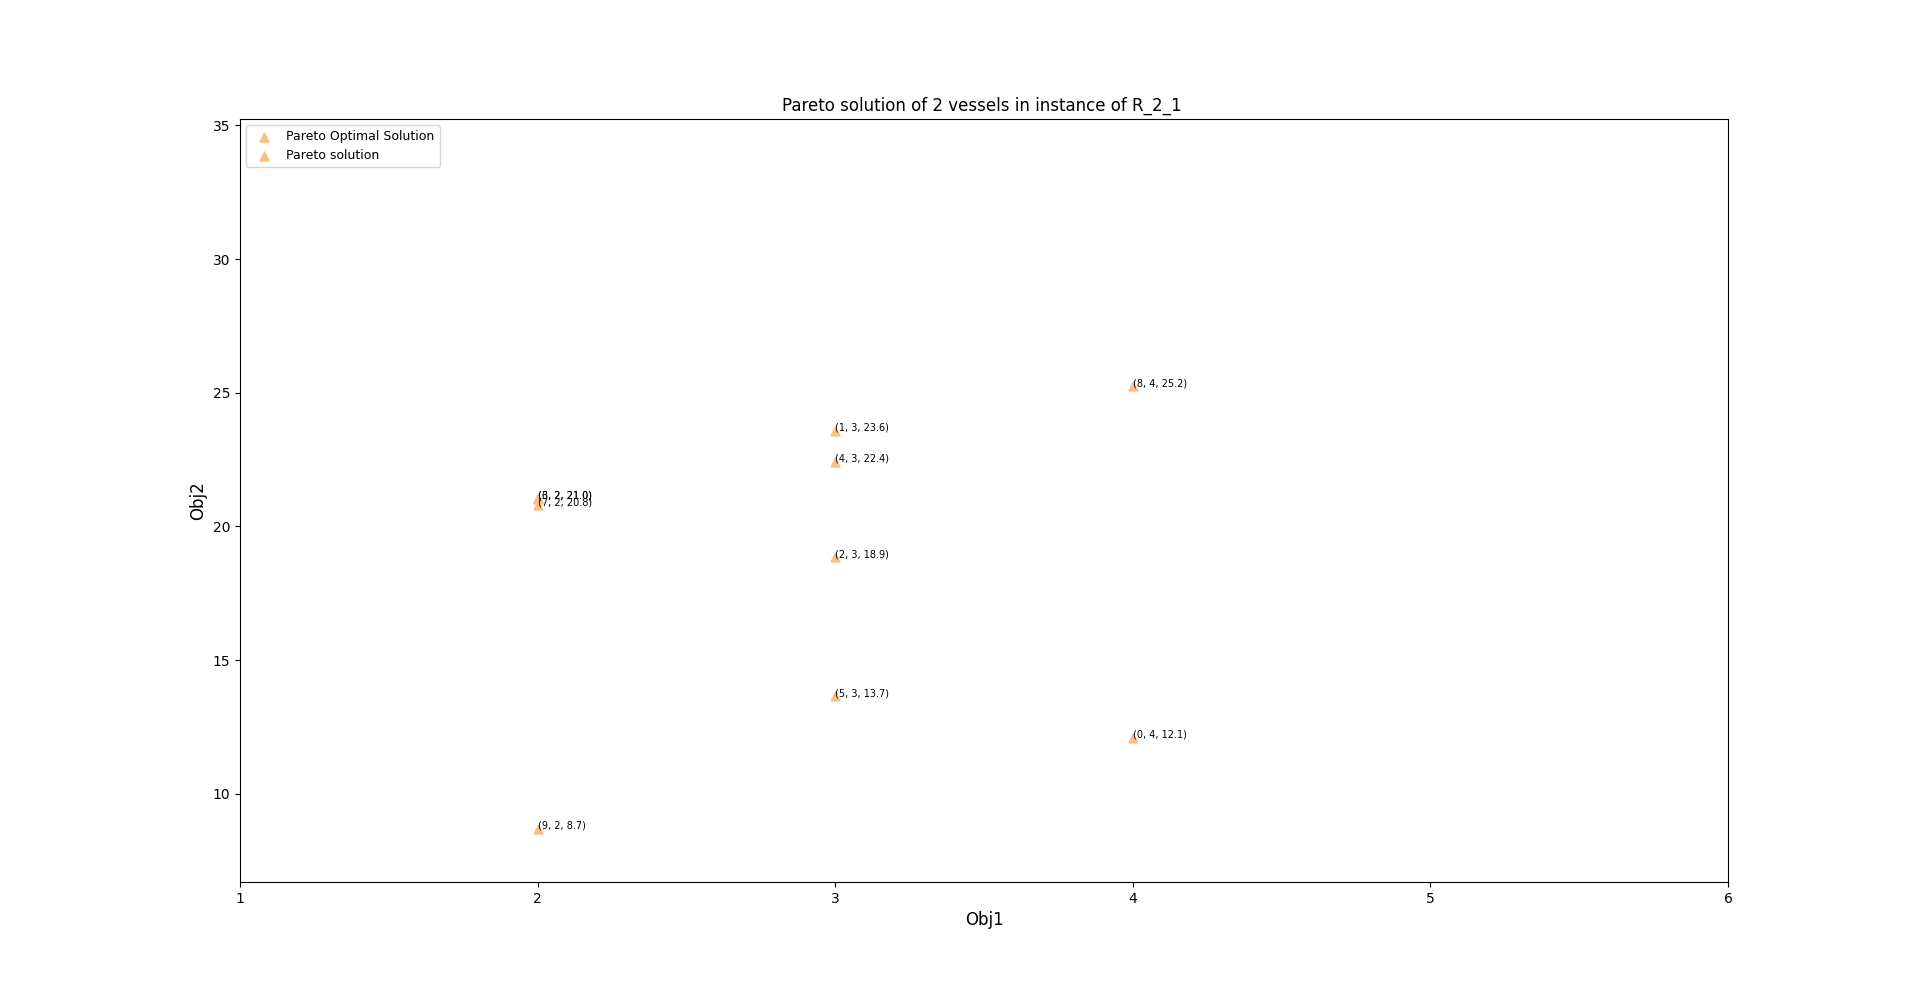 Pareto solution of 2 vessels in instance of R_2_1
Pareto Optimal Solution
Pareto solution
35
30
25
20
15
10
Obj2
(8, 4, 25.2)
(1, 3, 23.6)
(4, 3, 22.4)
2, 21.0)
(7, 2, 20.8)
(2, 3, 18.9)
(5, 3, 13.7)
(0, 4, 12.1)
(9, 2, 8.7)
1 2 3 4 5 6
Obj1